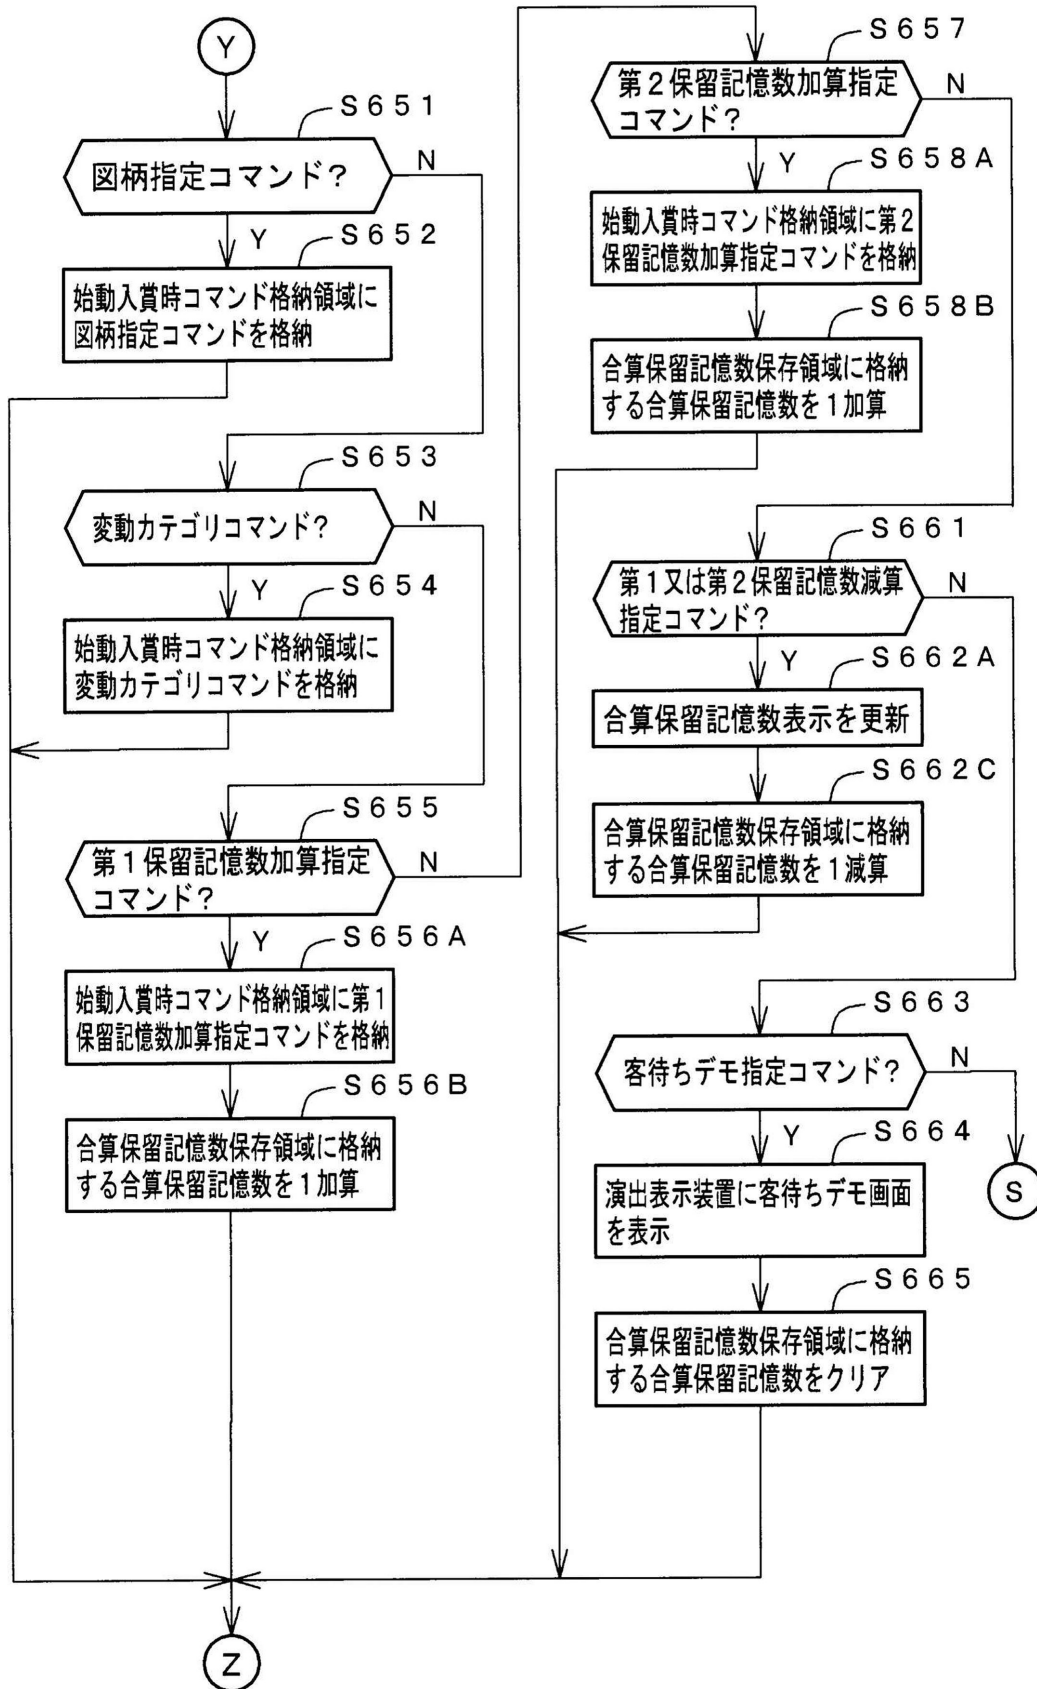 Y
S651
図柄指定コマンド?
N
Y
S652
始動入賞時コマンド格納領域に
図柄指定コマンドを格納
S653
変動カテゴリコマンド?
N
Y
S654
始動入賞時コマンド格納領域に
変動カテゴリコマンドを格納
S655
第1保留記憶数加算指定
コマンド?
N
Y
S656A
始動入賞時コマンド格納領域に第1
保留記憶数加算指定コマンドを格納
S656B
合算保留記憶数保存領域に格納
する合算保留記憶数を1加算
Z
S657
第2保留記憶数加算指定
コマンド?
N
Y
S658A
始動入賞時コマンド格納領域に第2
保留記憶数加算指定コマンドを格納
S658B
合算保留記憶数保存領域に格納
する合算保留記憶数を1加算
S661
第1又は第2保留記憶数減算
指定コマンド?
N
Y
S662A
合算保留記憶数表示を更新
S662C
合算保留記憶数保存領域に格納
する合算保留記憶数を1減算
S663
客待ちデモ指定コマンド?
N
Y
S664
演出表示装置に客待ちデモ画面
を表示
S
S665
合算保留記憶数保存領域に格納
する合算保留記憶数をクリア